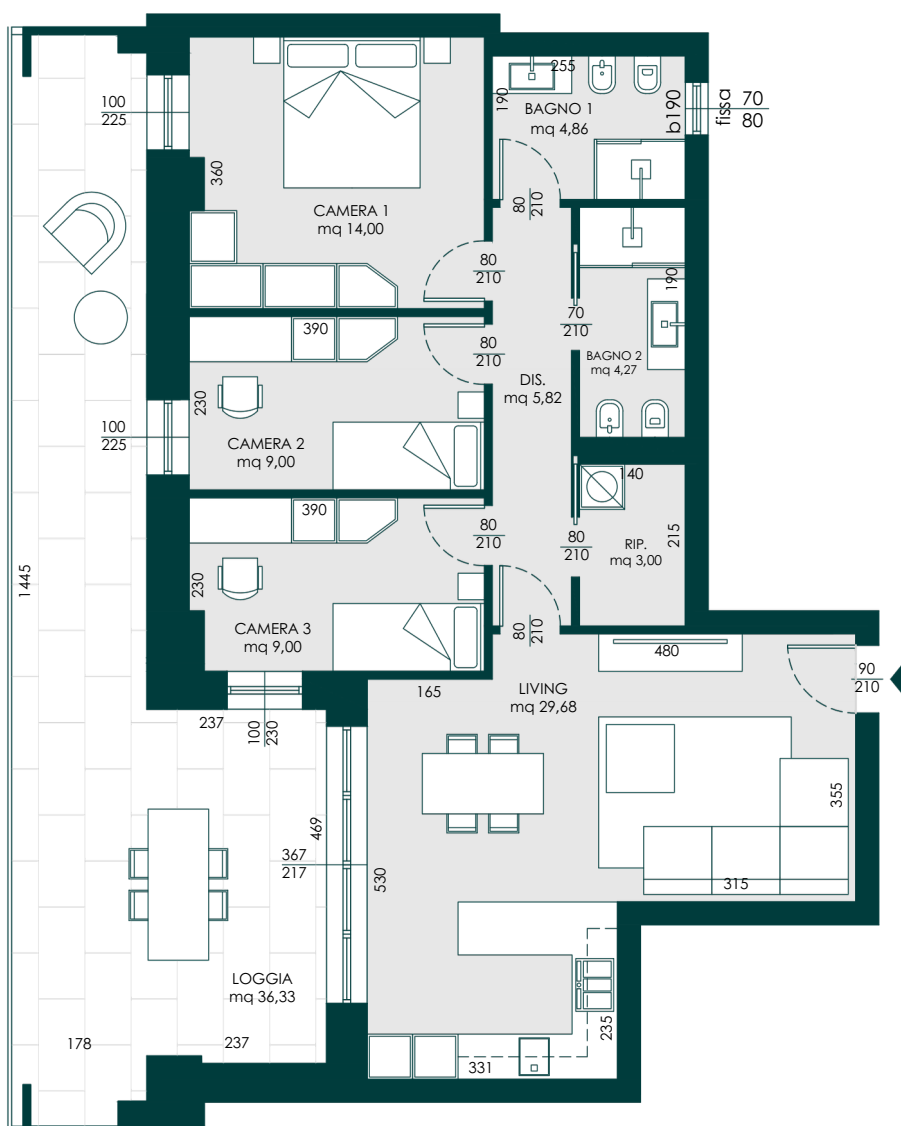 255
190
BAGNO 1
mq 4,86
b190
fissa
70
80
100
225
360
CAMERA 1
mq 14,00
80
210
80
210
190
70
210
BAGNO 2
mq 4,27
390
80
210
DIS.
mq 5,82
230
100
225
CAMERA 2
mq 9,00
140
390
80
210
80
210
RIP.
mq 3,00
215
230
1445
CAMERA 3
mq 9,00
80
210
480
90
210
165
LIVING
mq 29,68
237
100
230
469
367
217
530
355
315
LOGGIA
mq 36,33
178
237
235
331